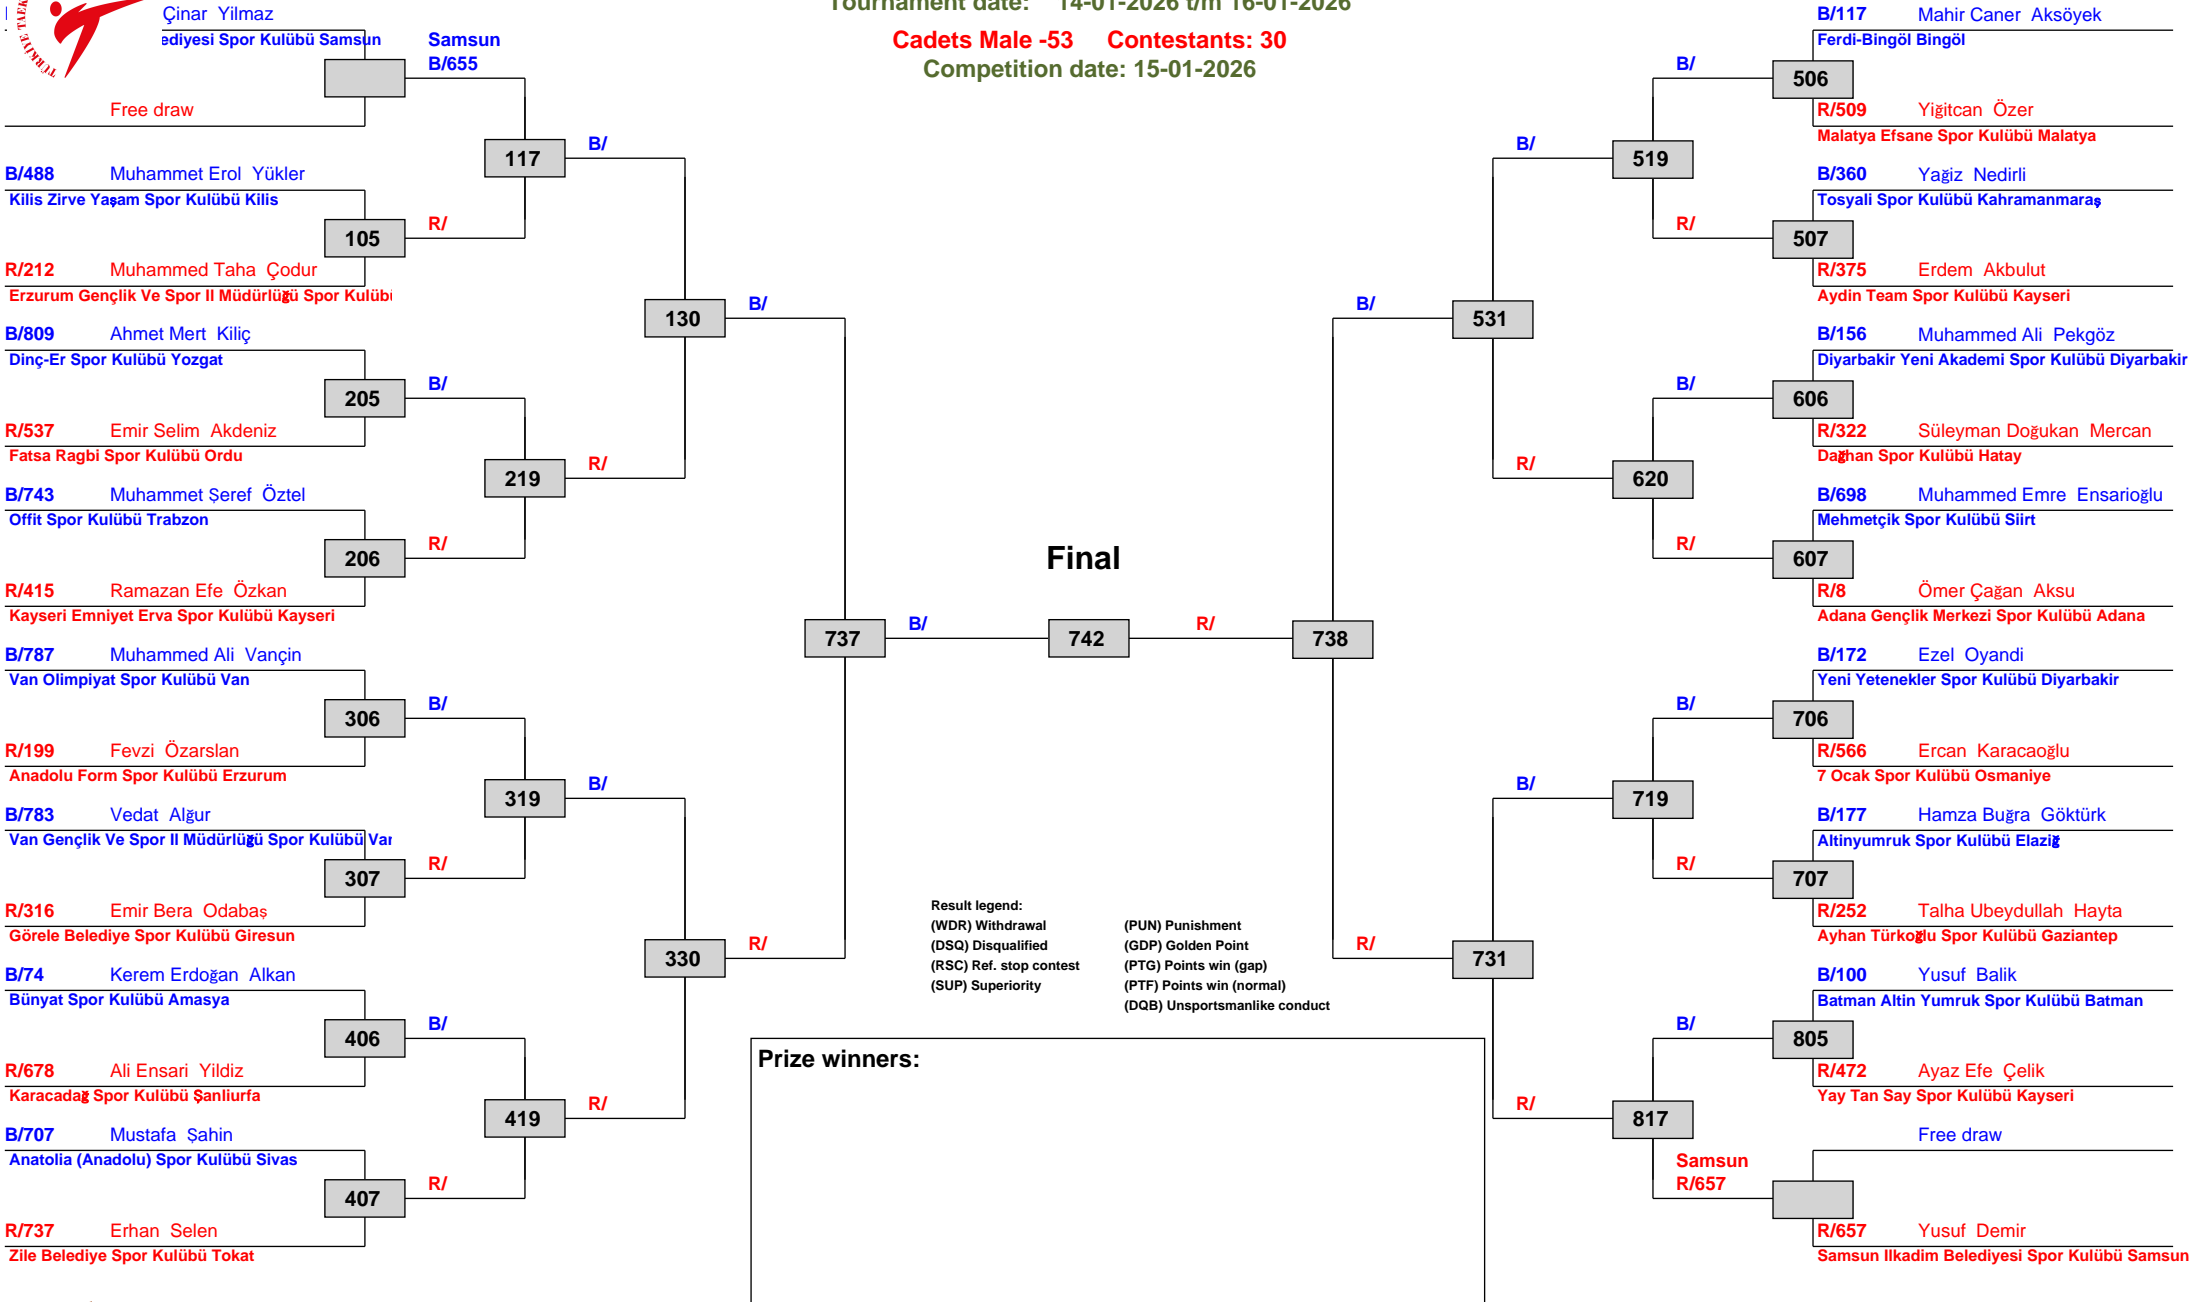 Tournament date: 14-01-2026 t/m 16-01-2026
Cadets Male -53 Contestants: 30
Competition date: 15-01-2026
TÜRKİYE TAEK
Çinar Yilmaz
ediyesi Spor Kulübü Samsun
Free draw
Samsun
B/655
B/488 Muhammet Erol Yükler
Kilis Zirve Yaşam Spor Kulübü Kilis
105
R/212 Muhammed Taha Çodur
Erzurum Gençlik Ve Spor Il Müdürlüğü Spor Kulübü
117
B/
R/
B/809 Ahmet Mert Kiliç
Dinç-Er Spor Kulübü Yozgat
205
R/537 Emir Selim Akdeniz
Fatsa Ragbi Spor Kulübü Ordu
B/743 Muhammet Şeref Öztel
Offit Spor Kulübü Trabzon
206
R/415 Ramazan Efe Özkan
Kayseri Emniyet Erva Spor Kulübü Kayseri
B/
219
R/
R/
130
B/
B/787 Muhammed Ali Vançin
Van Olimpiyat Spor Kulübü Van
306
R/199 Fevzi Özarslan
Anadolu Form Spor Kulübü Erzurum
B/783 Vedat Alğur
Van Gençlik Ve Spor Il Müdürlüğü Spor Kulübü Van
307
R/316 Emir Bera Odabaş
Görele Belediye Spor Kulübü Giresun
B/
319
B/
R/
B/74 Kerem Erdoğan Alkan
Bünyat Spor Kulübü Amasya
406
R/678 Ali Ensari Yildiz
Karacadağ Spor Kulübü Şanliurfa
B/707 Mustafa Şahin
Anatolia (Anadolu) Spor Kulübü Sivas
407
R/737 Erhan Selen
Zile Belediye Spor Kulübü Tokat
B/
419
R/
R/
330
R/
737
B/
Final
742
R/
738
B/117 Mahir Caner Aksöyek
Ferdi-Bingöl Bingöl
506
R/509 Yiğitcan Özer
Malatya Efsane Spor Kulübü Malatya
B/360 Yağiz Nedirli
Tosyali Spor Kulübü Kahramanmaraş
507
R/375 Erdem Akbulut
Aydin Team Spor Kulübü Kayseri
B/
519
B/
R/
B/156 Muhammed Ali Pekgöz
Diyarbakir Yeni Akademi Spor Kulübü Diyarbakir
606
R/322 Süleyman Doğukan Mercan
Dağhan Spor Kulübü Hatay
B/698 Muhammed Emre Ensarioğlu
Mehmetçik Spor Kulübü Siirt
607
R/8 Ömer Çağan Aksu
Adana Gençlik Merkezi Spor Kulübü Adana
B/
620
R/
R/
531
B/
B/172 Ezel Oyandi
Yeni Yetenekler Spor Kulübü Diyarbakir
706
R/566 Ercan Karacaoğlu
7 Ocak Spor Kulübü Osmaniye
B/177 Hamza Buğra Göktürk
Altinyumruk Spor Kulübü Elaziğ
707
R/252 Talha Ubeydullah Hayta
Ayhan Türkoğlu Spor Kulübü Gaziantep
B/
719
B/
R/
B/100 Yusuf Balik
Batman Altin Yumruk Spor Kulübü Batman
805
R/472 Ayaz Efe Çelik
Yay Tan Say Spor Kulübü Kayseri
Free draw
R/657 Yusuf Demir
Samsun Ilkadim Belediyesi Spor Kulübü Samsun
B/
817
R/
Samsun
R/657
731
R/
Result legend:
(WDR) Withdrawal (PUN) Punishment
(DSQ) Disqualified (GDP) Golden Point
(RSC) Ref. stop contest (PTG) Points win (gap)
(SUP) Superiority (PTF) Points win (normal)
(DQB) Unsportsmanlike conduct
Prize winners: